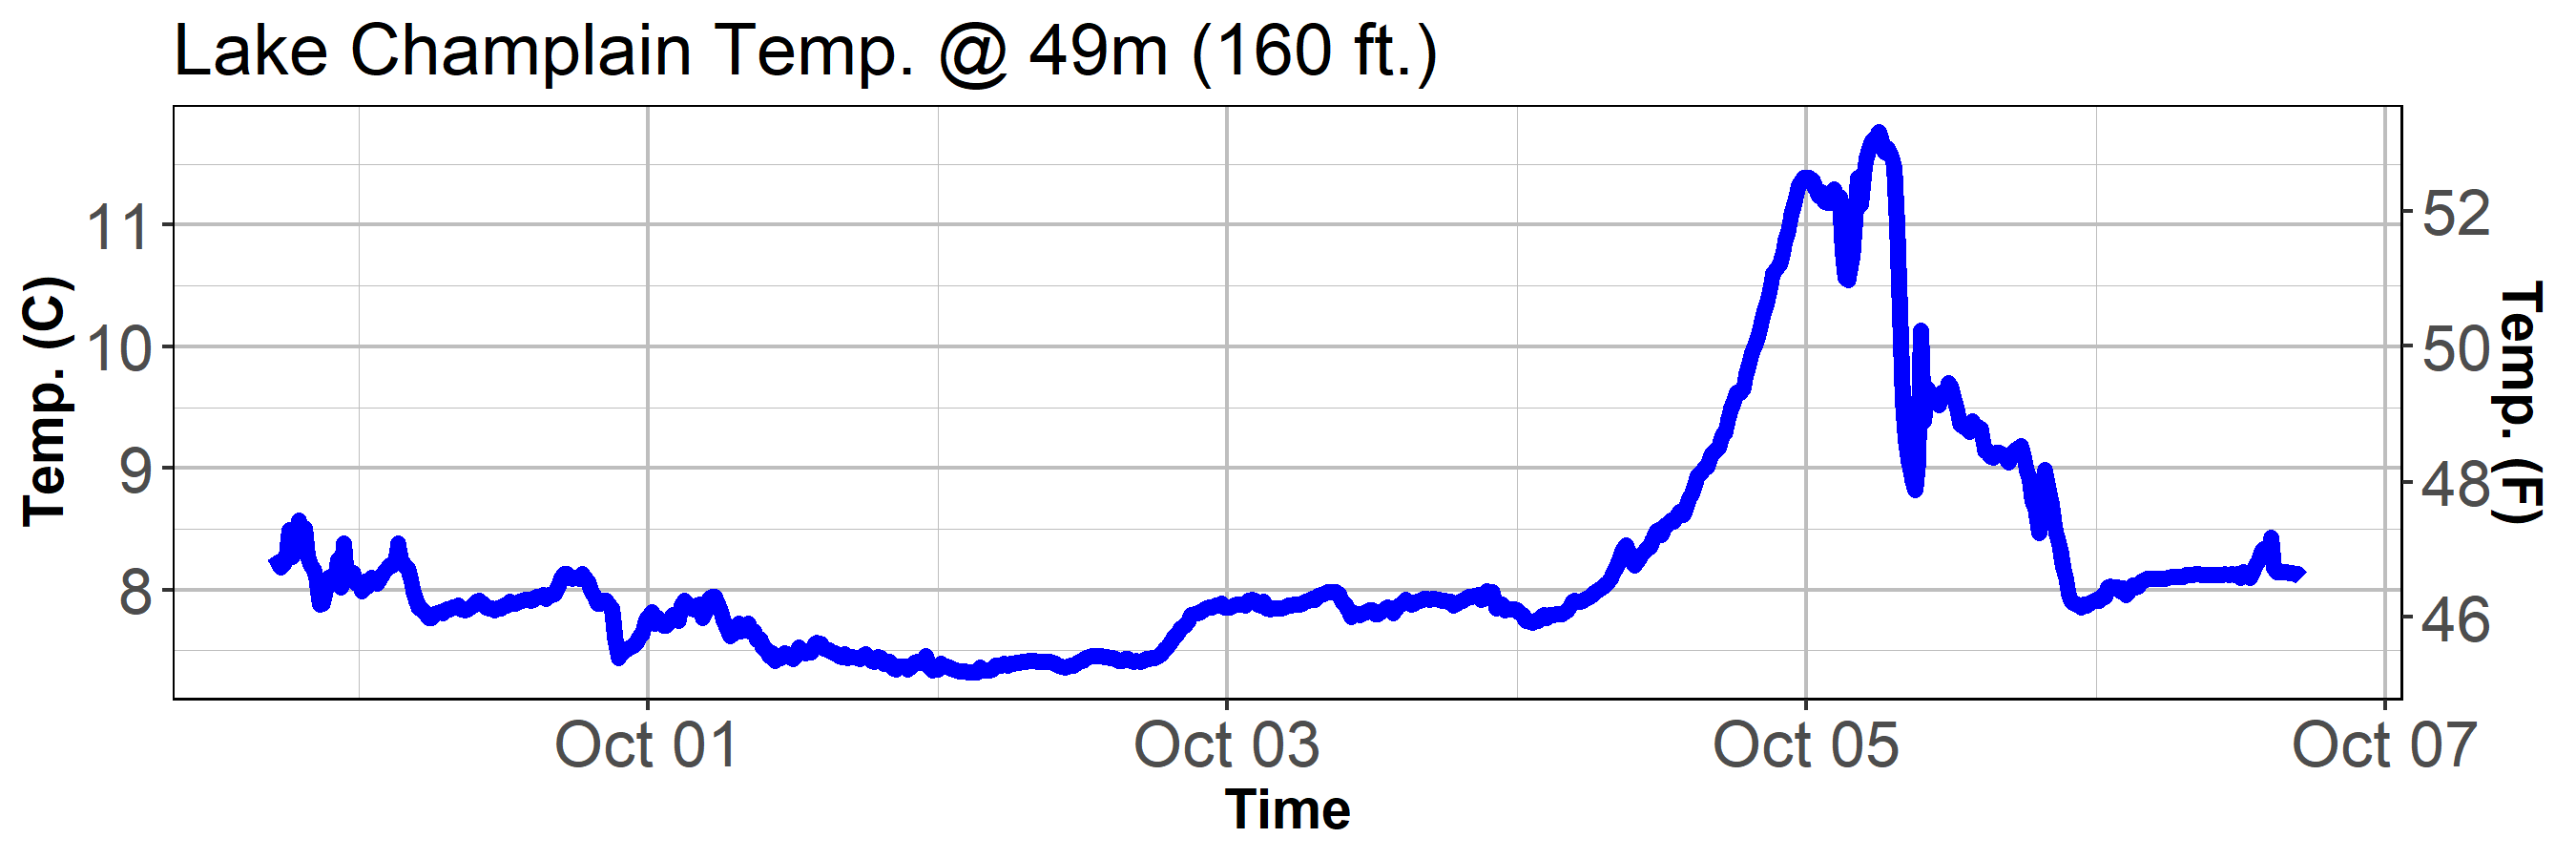 Lake Champlain Temp. @ 49m (160 ft.)
Temp. (C)
11
10
9
8
52
50
48
46
Temp. (F)
Oct 01
Oct 03
Oct 05
Oct 07
Time